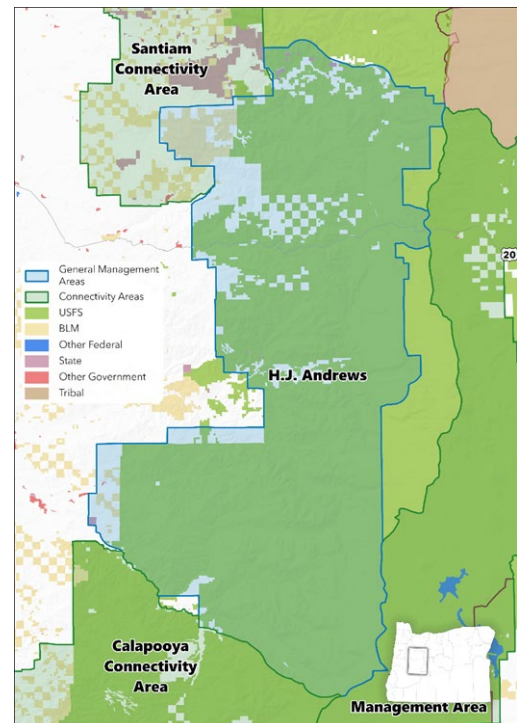 Santiam
Connectivity
Area
20
General Management
Areas
Connectivity Areas
USFS
BLM
Other Federal
State
Other Government
Tribal
H.J. Andrews
Calapooya
Connectivity
Area
Management Area